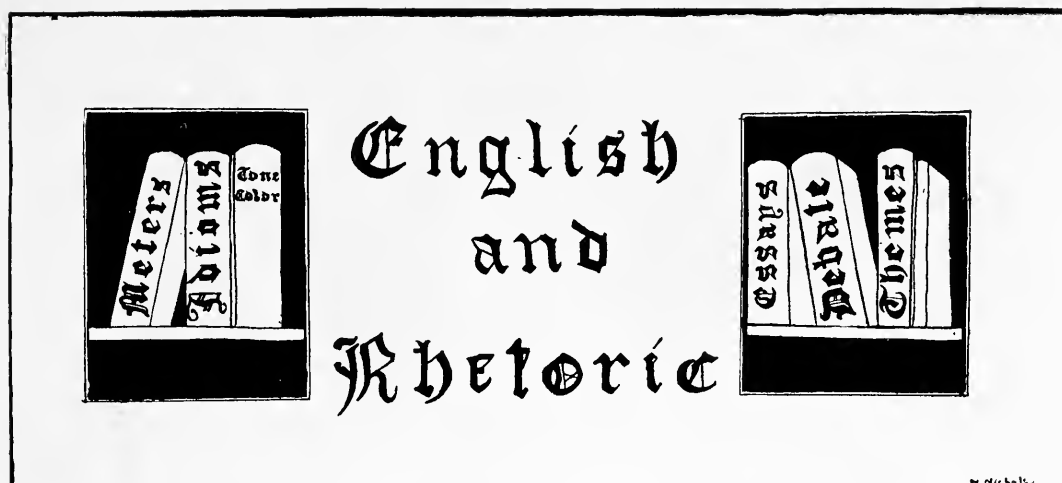 Meters
Idioms
Tone
Color
English
and
Rhetoric
Essays
Debate
Themes